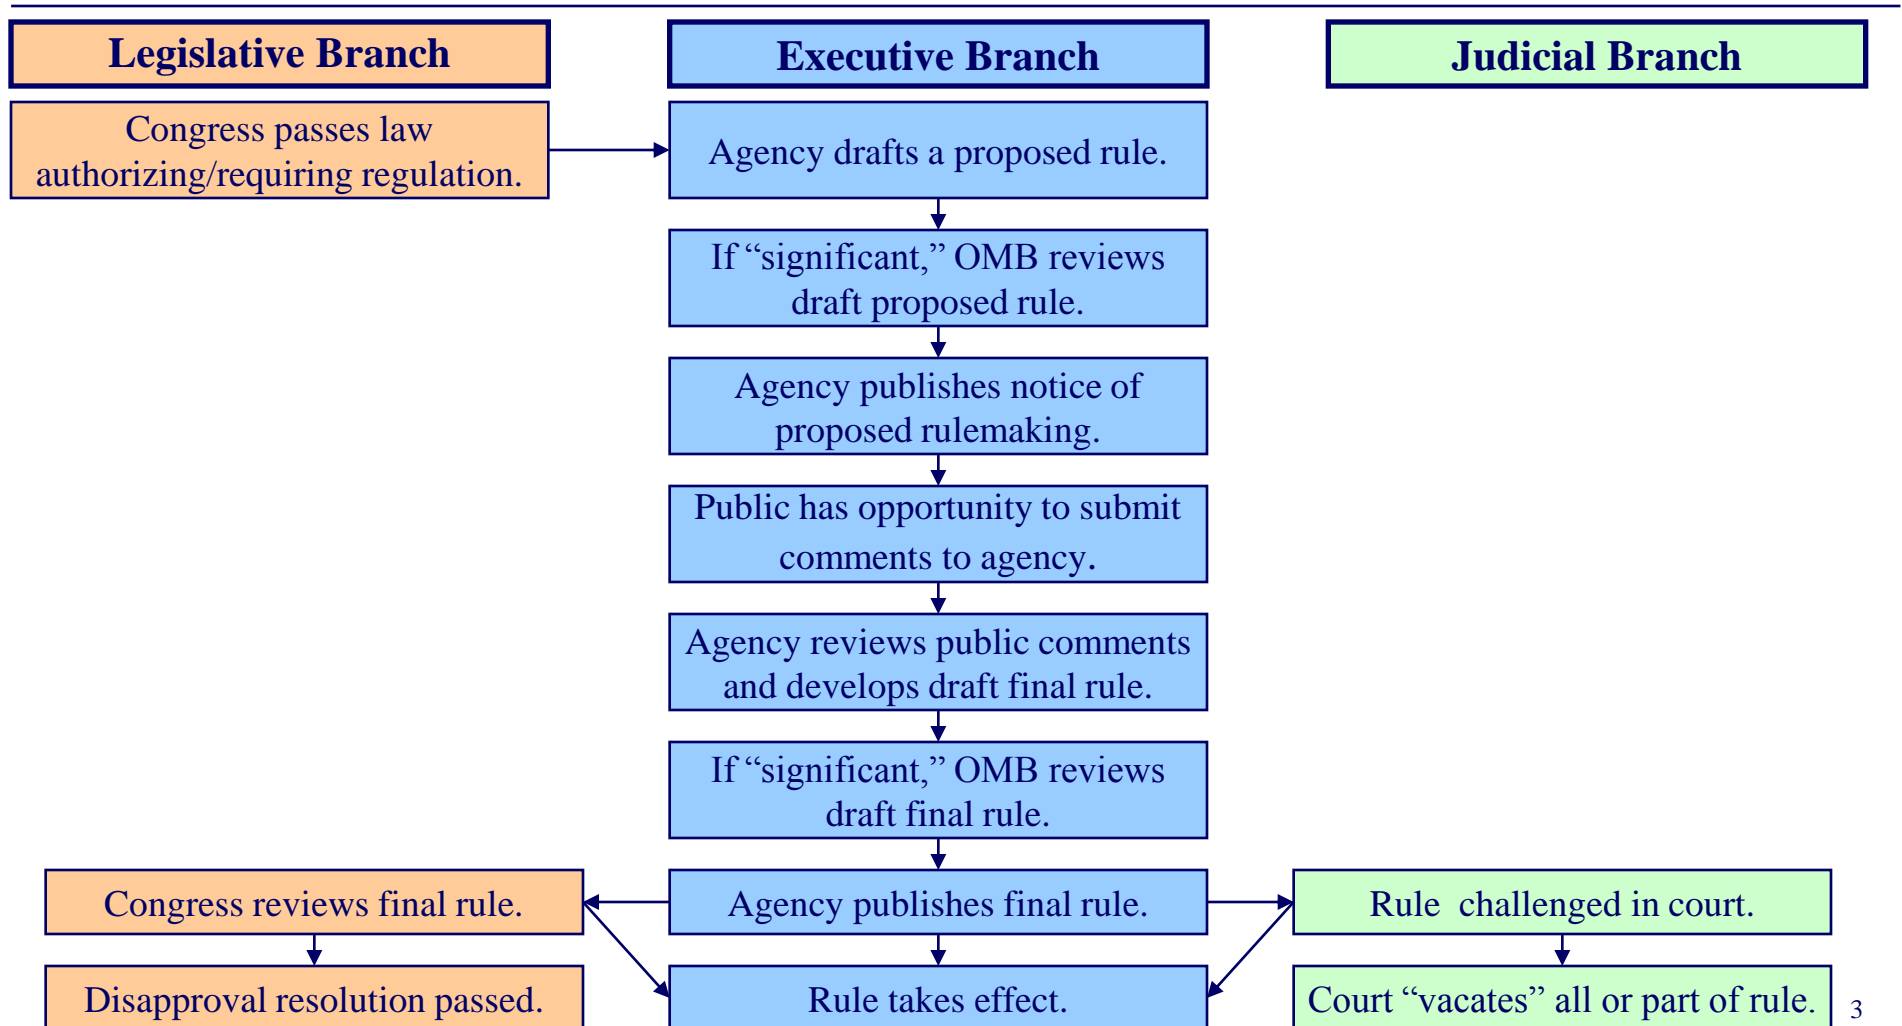 Legislative Branch
Executive Branch
Judicial Branch
Congress passes law
authorizing/requiring regulation.
Agency drafts a proposed rule.
If “significant,” OMB reviews
draft proposed rule.
Agency publishes notice of
proposed rulemaking.
Public has opportunity to submit
comments to agency.
Agency reviews public comments
and develops draft final rule.
If “significant,” OMB reviews
draft final rule.
Congress reviews final rule.
Agency publishes final rule.
Rule challenged in court.
Disapproval resolution passed.
Rule takes effect.
Court “vacates” all or part of rule.
3